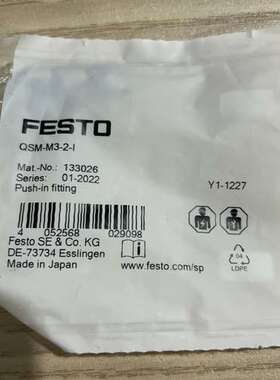 FESTO
QSM-M3-2-I
Mat.-No.: 133026
Series: 01-2022
Push-in fitting
Y1-1227
4 052568 029098
Festo SE & Co. KG
DE-73734 Esslingen
Made in Japan
www.festo.com/sp
04
LDPE